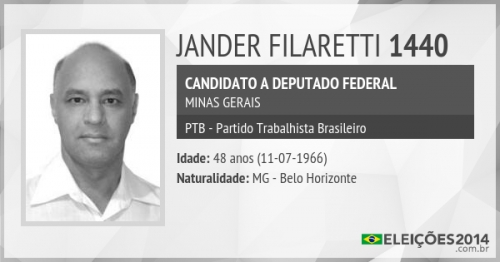 JANDER FILARETTI 1440
CANDIDATO A DEPUTADO FEDERAL
MINAS GERAIS
PTB - Partido Trabalhista Brasileiro
Idade: 48 anos (11-07-1966)
Naturalidade: MG - Belo Horizonte
ELEIÇÕES2014
.com.br